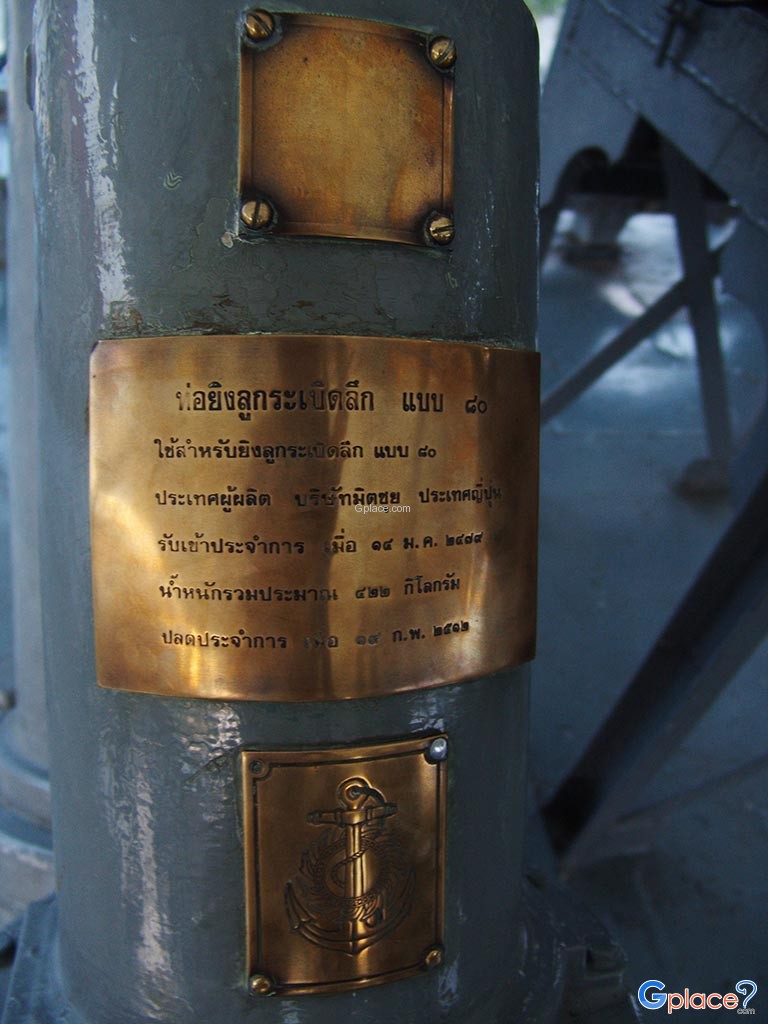 ท่อยิงลูกระเบิดลึก แบบ ๘๐
ใช้สำหรับยิงลูกระเบิดลึก แบบ ๘๐
ประเทศผู้ผลิต บริษัทมิตซุย ประเทศญี่ปุ่น
Gplace.com
รับเข้าประจำการ เมื่อ ๑๔ ม.ค. ๒๔๘๙
น้ำหนักรวมประมาณ ๔๒๒ กิโลกรัม
ปลดประจำการ เมื่อ ๑๙ ก.พ. ๒๕๑๒
Gplace?.com